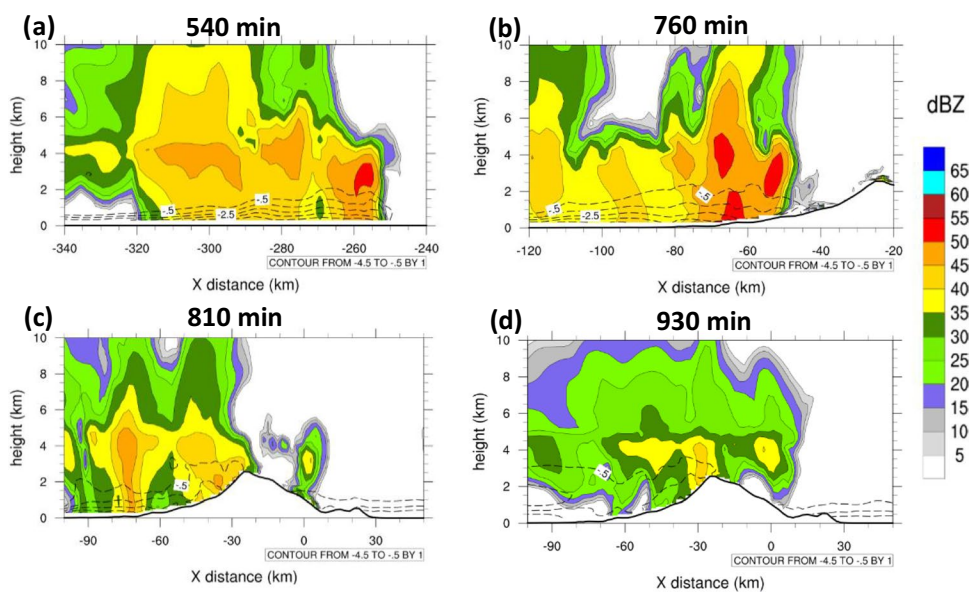 (a) 540 min
(b) 760 min
10
8
6
4
2
0
height (km)
-.5
-2.5
-.5
-340 -320 -300 -280 -260 -240
CONTOUR FROM -4.5 TO -.5 BY 1
X distance (km)
10
8
6
4
2
0
height (km)
-.5
-.5
-2.5
-120 -100 -80 -60 -40 -20
CONTOUR FROM -4.5 TO -.5 BY 1
X distance (km)
dBZ
65
60
55
50
45
40
35
30
25
20
15
10
5
(c) 810 min
(d) 930 min
10
8
6
4
2
0
height (km)
-.5
-90 -60 -30 0 30
CONTOUR FROM -4.5 TO -.5 BY 1
X distance (km)
10
8
6
4
2
0
height (km)
-.5
-90 -60 -30 0 30
CONTOUR FROM -4.5 TO -.5 BY 1
X distance (km)